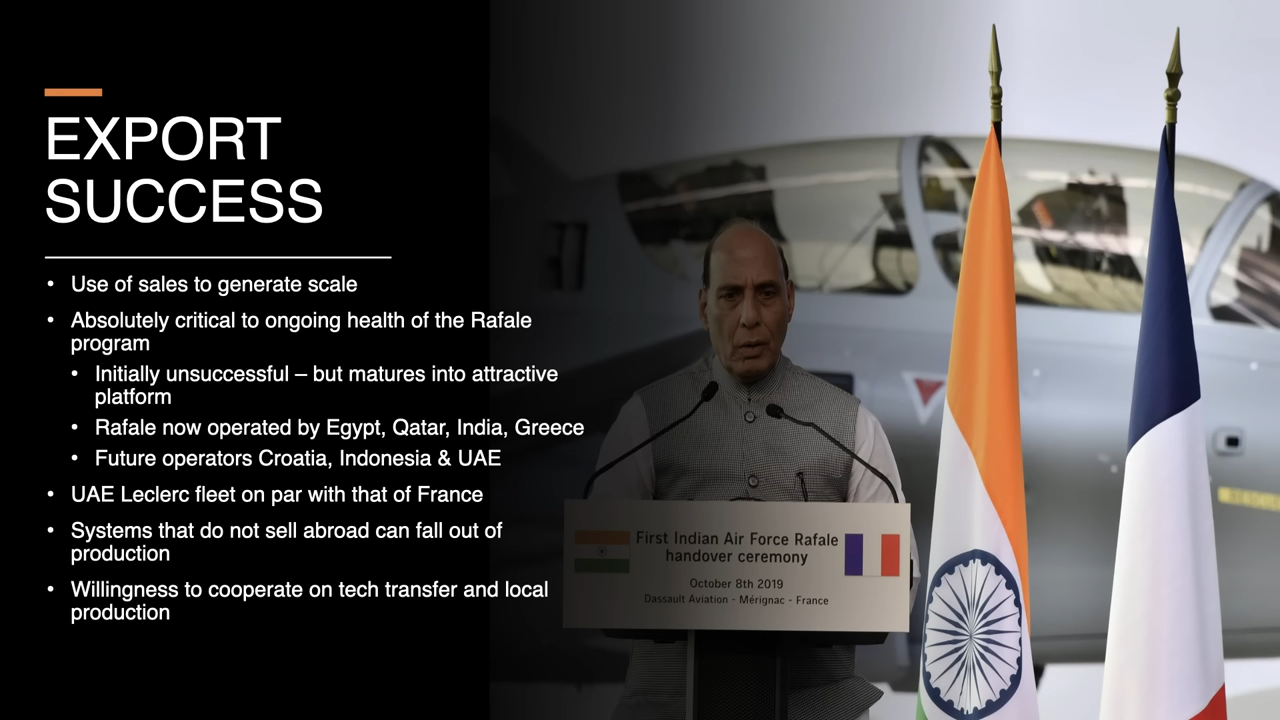 EXPORT
SUCCESS
• Use of sales to generate scale
• Absolutely critical to ongoing health of the Rafale
program
• Initially unsuccessful – but matures into attractive
platform
• Rafale now operated by Egypt, Qatar, India, Greece
• Future operators Croatia, Indonesia & UAE
• UAE Leclerc fleet on par with that of France
• Systems that do not sell abroad can fall out of
production
• Willingness to cooperate on tech transfer and local
production
First Indian Air Force Rafale
handover ceremony
October 8th 2019
Dassault Aviation - Mérignac - France